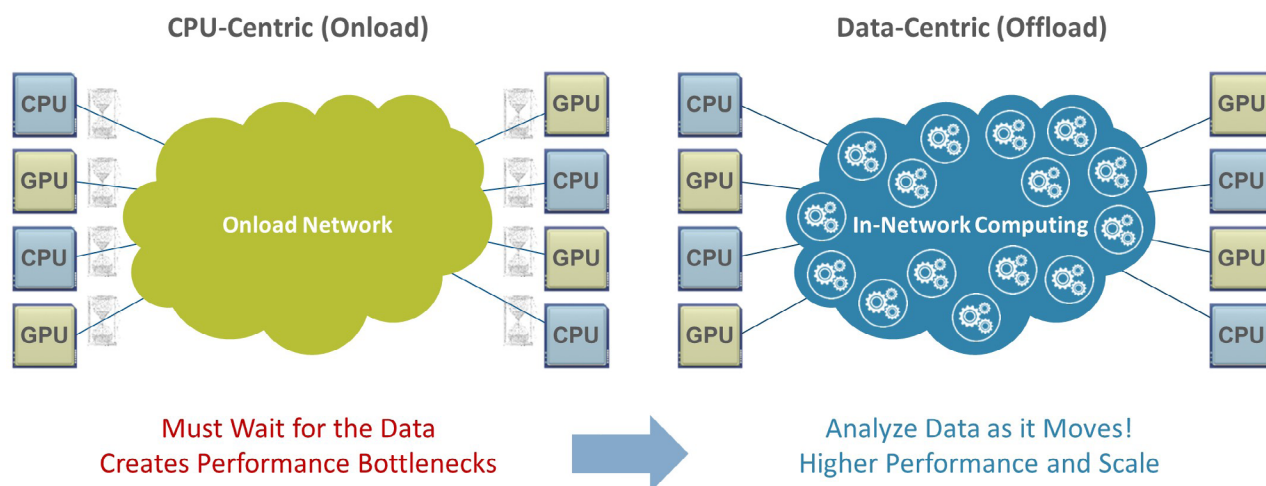 CPU-Centric (Onload)
CPU
GPU
CPU
GPU
Onload Network
GPU
CPU
GPU
CPU
Must Wait for the Data
Creates Performance Bottlenecks
Data-Centric (Offload)
CPU
GPU
CPU
GPU
In-Network Computing
GPU
CPU
GPU
CPU
Analyze Data as it Moves!
Higher Performance and Scale